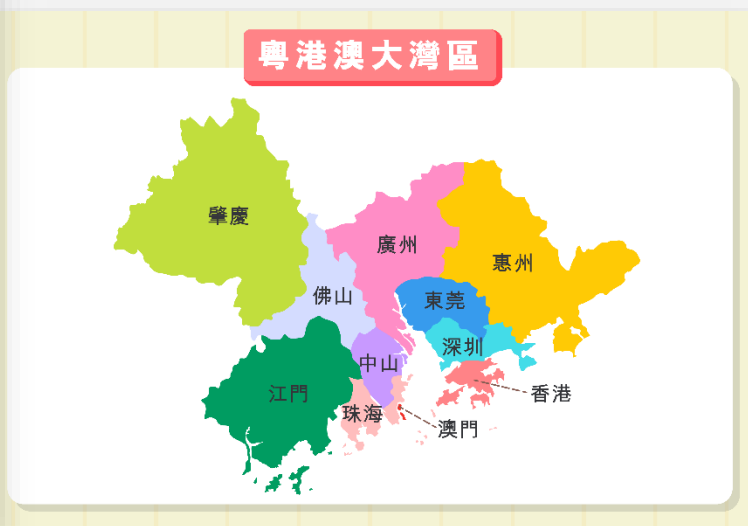 粵港澳大灣區
肇慶
廣州
惠州
佛山
東莞
深圳
中山
江門
香港
珠海
澳門